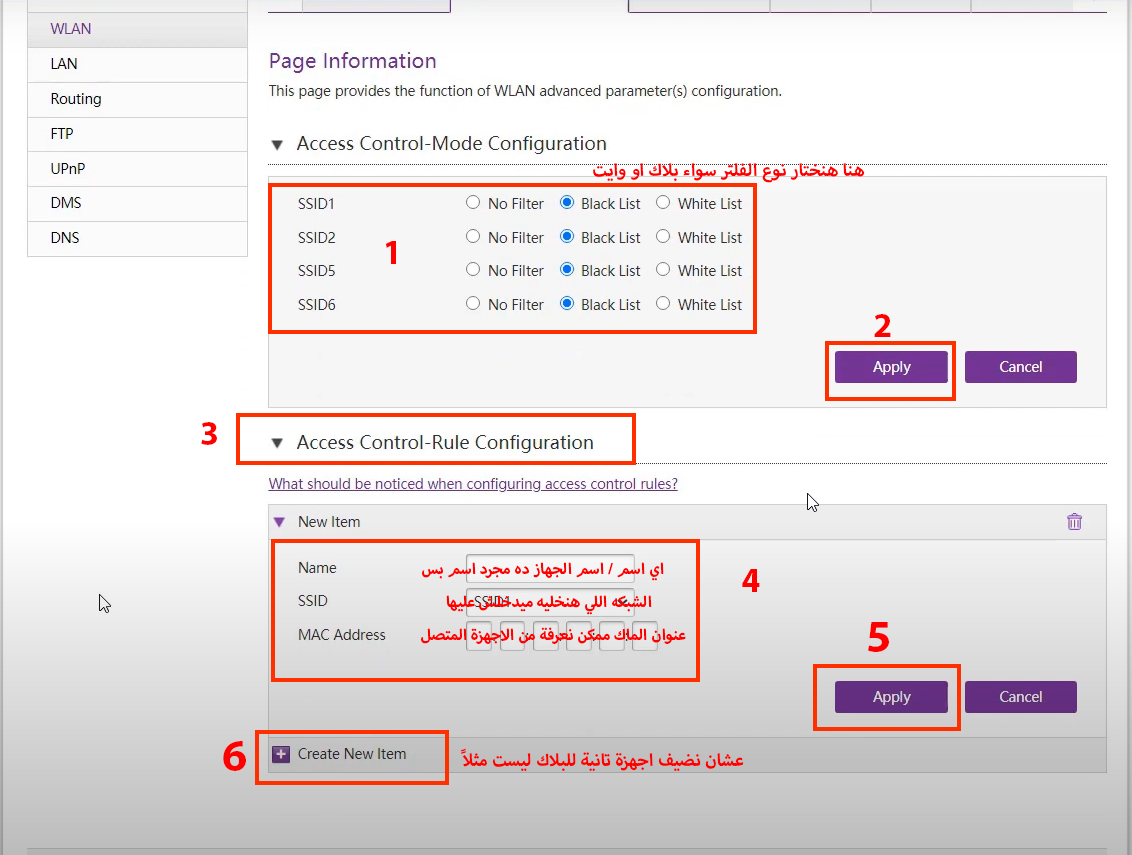 WLAN
LAN
Routing
FTP
UPnP
DMS
DNS
Page Information
This page provides the function of WLAN advanced parameter(s) configuration.
Access Control-Mode Configuration
هنا هنختار نوع الفلتر سواء بلاك او وايت
SSID1 No Filter Black List White List
SSID2 No Filter Black List White List
SSID5 No Filter Black List White List
SSID6 No Filter Black List White List
1
2
Apply Cancel
3 Access Control-Rule Configuration
What should be noticed when configuring access control rules?
New Item
Name اي اسم / اسم الجهاز ده مجرد اسم بس
SSID SSID1 الشبكه اللي هنخليه ميدخلش عليها
MAC Address عنوان الماك ممكن نعرفة من الاجهزة المتصل
4
5
Apply Cancel
6 Create New Item عشان نضيف اجهزة تانية للبلاك ليست مثلاً